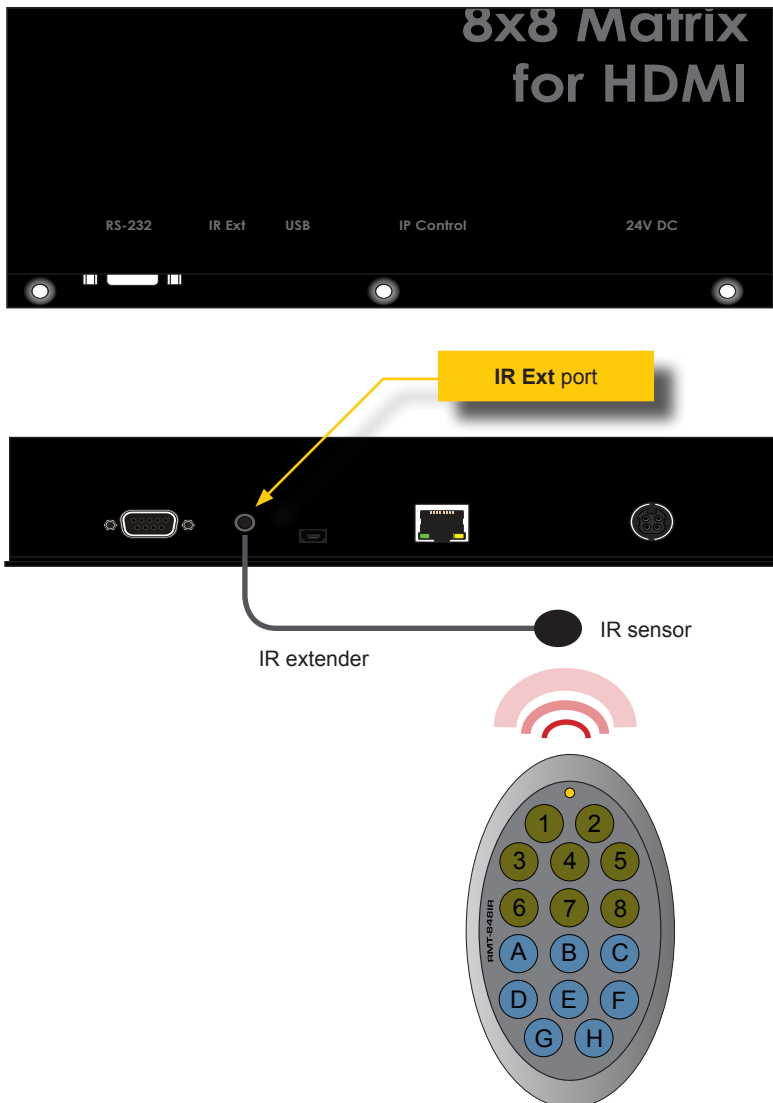 8x8 Matrix
for HDMI
RS-232 IR Ext USB IP Control 24V DC
IR Ext port
IR sensor
IR extender
1 2
3 4 5
6 7 8
RMT-848IR
A B C
D E F
G H